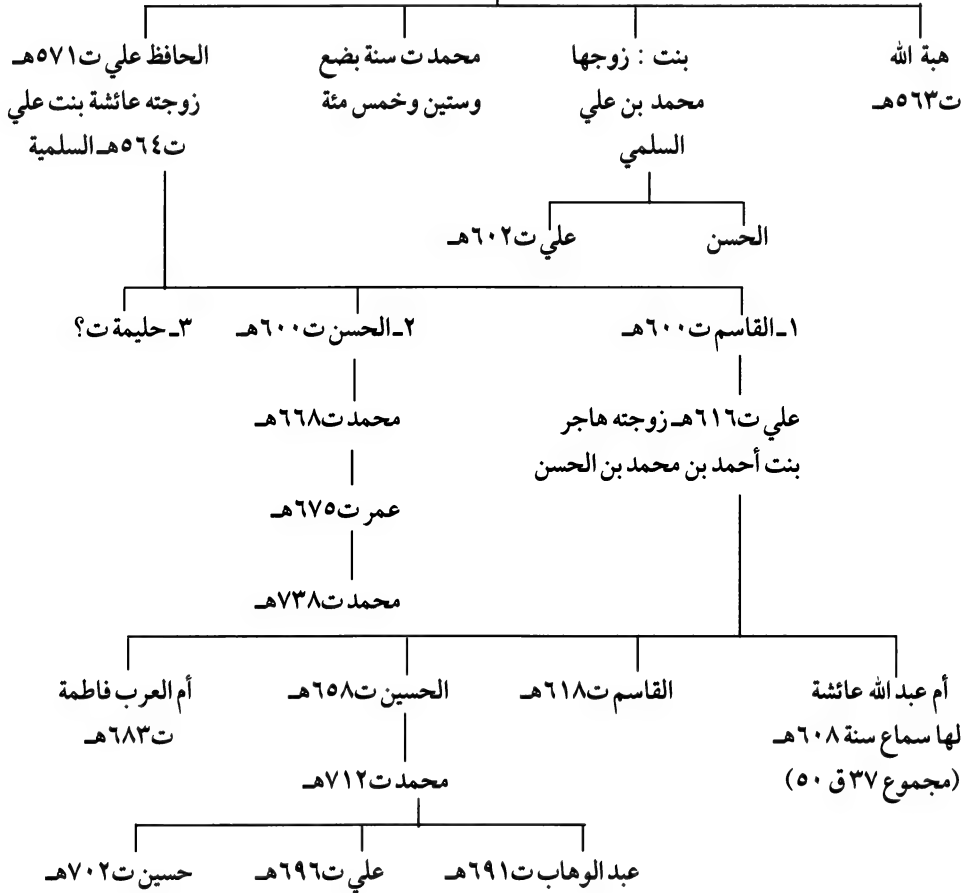 هبة الله
ت٥٦٣هـ
بنت : زوجها
محمد بن علي
السلمي
محمد ت سنة بضع
وستين وخمس مئة
الحافظ علي ت٥٧١هـ
زوجته عائشة بنت علي
ت٥٦٤هـ السلمية
الحسن
علي ت٦٠٢هـ
١ـ القاسم ت٦٠٠هـ
٢ـ الحسن ت٦٠٠هـ
٣ـ حليمة ت؟
علي ت٦١٦هـ زوجته هاجر
بنت أحمد بن محمد بن الحسن
محمد ت٦٦٨هـ
عمر ت٦٧٥هـ
محمد ت٧٣٨هـ
أم عبد الله عائشة
لها سماع سنة ٦٠٨هـ
(مجموع ٣٧ ق ٥٠)
القاسم ت٦١٨هـ
الحسين ت٦٥٨هـ
أم العرب فاطمة
ت٦٨٣هـ
محمد ت٧١٢هـ
عبد الوهاب ت٦٩١هـ
علي ت٦٩٦هـ
حسين ت٧٠٢هـ